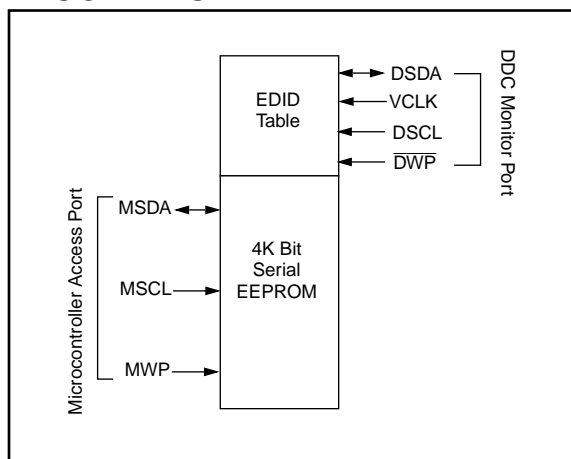 EDID
Table
DSDA
VCLK
DSCL
DWP
DDC Monitor Port
Microcontroller Access Port
MSDA
MSCL
MWP
4K Bit
Serial
EEPROM